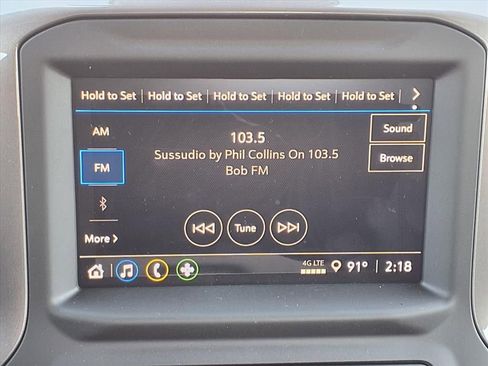 Hold to Set Hold to Set Hold to Set Hold to Set Hold to Set
AM
103.5
Sound
Sussudio by Phil Collins On 103.5
Bob FM
FM
Browse
More
Tune
4G LTE
91° 2:18